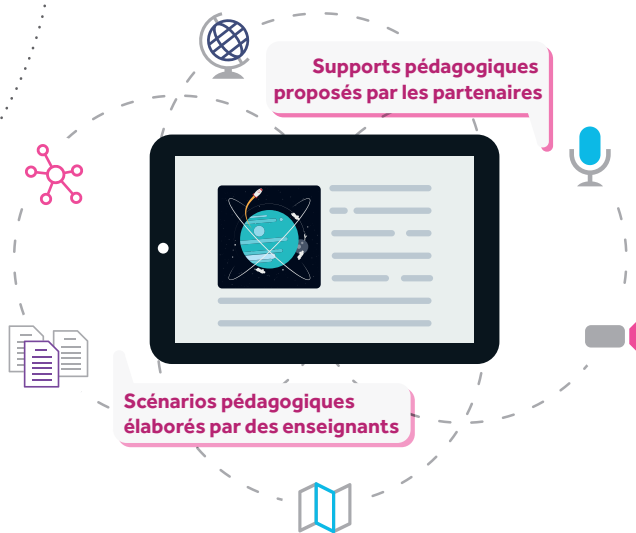 Supports pédagogiques
proposés par les partenaires
Scénarios pédagogiques
élaborés par des enseignants